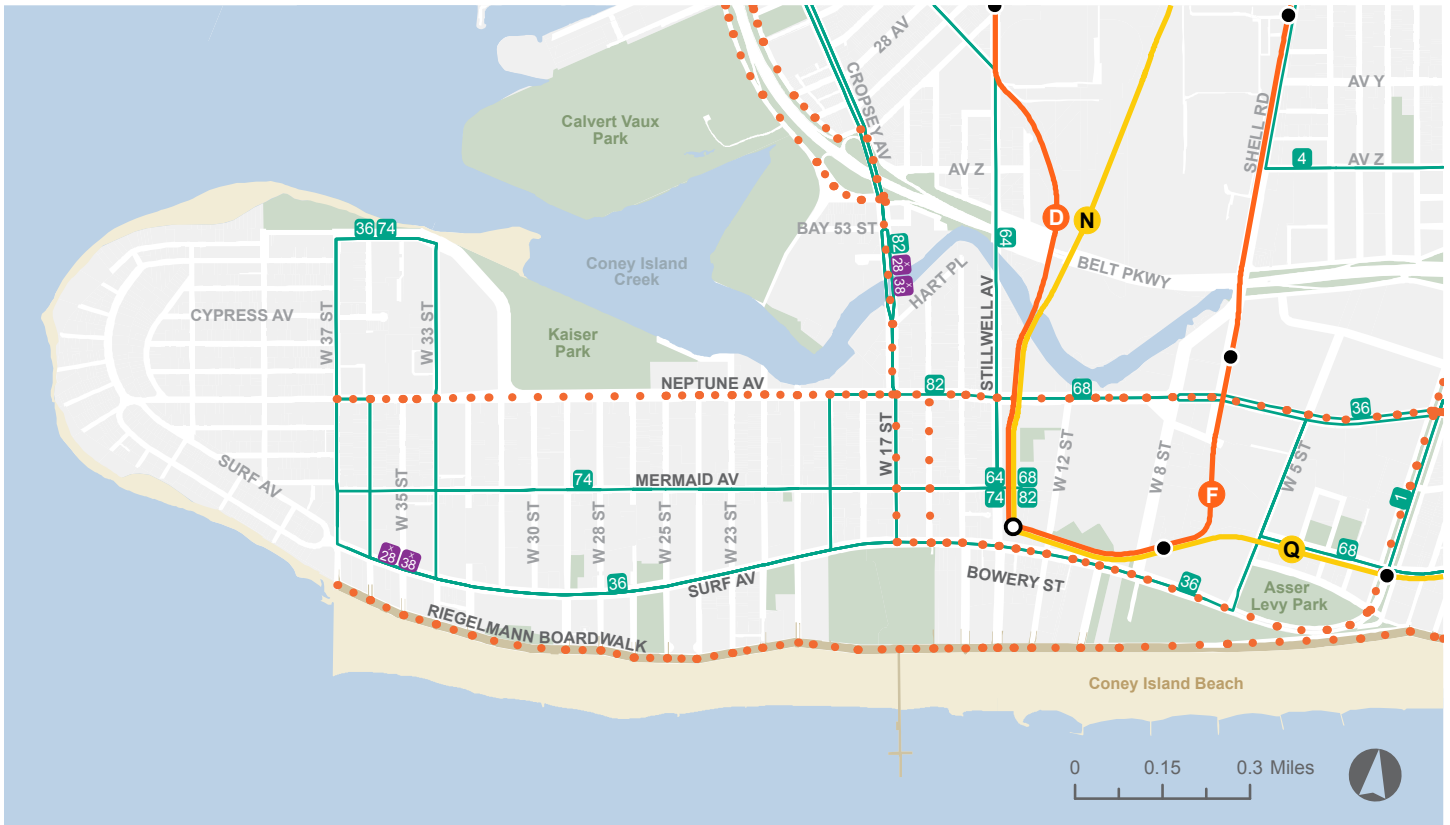 28 AV
CROPSEY AV
AV Y
SHELL RD
Calvert Vaux
Park
4
AV Z
AV Z
D
N
36 74
BAY 53 ST
82
x 28
x 38
64
Coney Island
Creek
HART PL
BELT PKWY
CYPRESS AV
W 37 ST
W 33 ST
Kaiser
Park
STILLWELL AV
NEPTUNE AV
82
68
36
W 17 ST
W 12 ST
W 8 ST
W 5 ST
SURF AV
W 35 ST
74
MERMAID AV
64 68
74 82
F
1
W 30 ST
W 28 ST
W 25 ST
W 23 ST
x 28
x 38
36
SURF AV
Q
68
BOWERY ST
36
Asser
Levy Park
RIEGELMANN BOARDWALK
Coney Island Beach
0 0.15 0.3 Miles